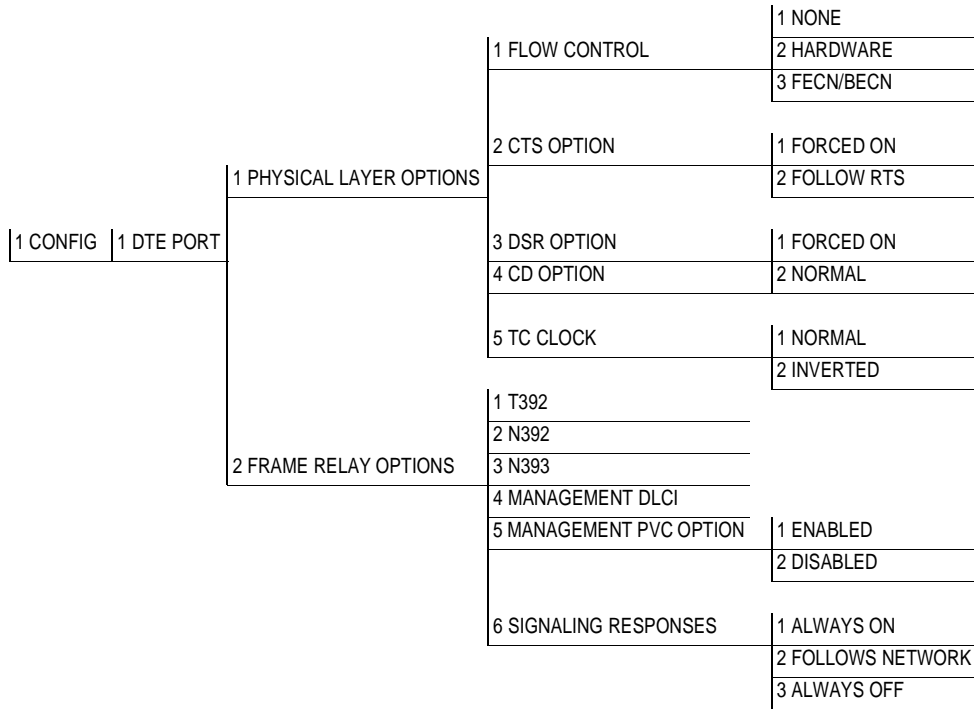 1 CONFIG
1 DTE PORT
1 PHYSICAL LAYER OPTIONS
1 FLOW CONTROL
1 NONE
2 HARDWARE
3 FECN/BECN
2 CTS OPTION
1 FORCED ON
2 FOLLOW RTS
3 DSR OPTION
4 CD OPTION
1 FORCED ON
2 NORMAL
5 TC CLOCK
1 NORMAL
2 INVERTED
2 FRAME RELAY OPTIONS
1 T392
2 N392
3 N393
4 MANAGEMENT DLCI
5 MANAGEMENT PVC OPTION
1 ENABLED
2 DISABLED
6 SIGNALING RESPONSES
1 ALWAYS ON
2 FOLLOWS NETWORK
3 ALWAYS OFF